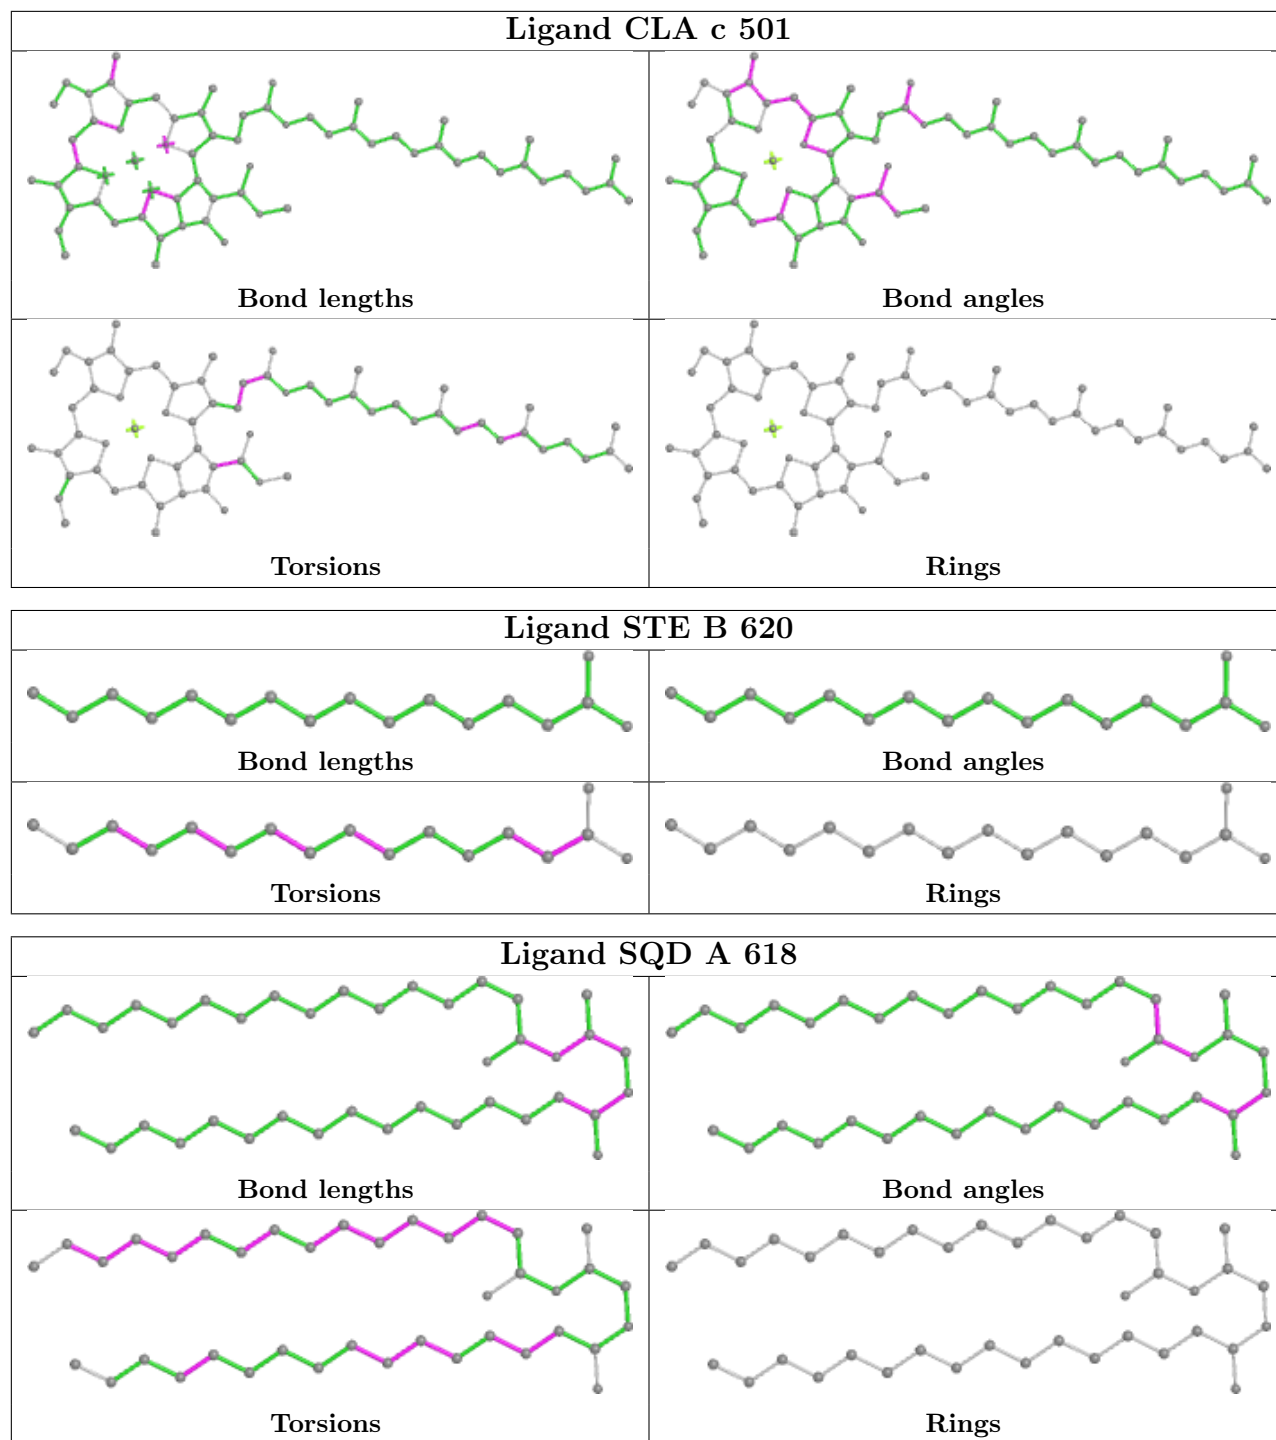 Ligand CLA c 501
Bond lengths
Bond angles
Torsions
Rings
Ligand STE B 620
Bond lengths
Bond angles
Torsions
Rings
Ligand SQD A 618
Bond lengths
Bond angles
Torsions
Rings